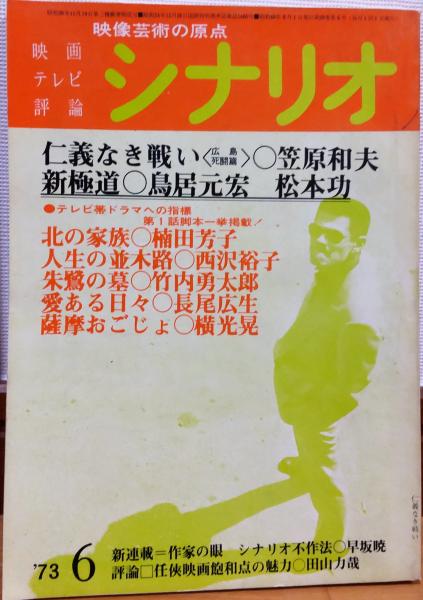 映像芸術の原点
映画
テレビ
評論
シナリオ
仁義なき戦い〈広島死闘篇〉○笠原和夫
新極道○鳥居元宏 松本功
●テレビ帯ドラマへの指標
第1話脚本一挙掲載!
北の家族○楠田芳子
人生の並木路○西沢裕子
朱鷺の墓○竹内勇太郎
愛ある日々○長尾広生
薩摩おごじょ○横光晃
仁義なき戦い
'73 6
新連載=作家の眼 シナリオ不作法○早坂暁
評論□任俠映画飽和点の魅力○田山力哉